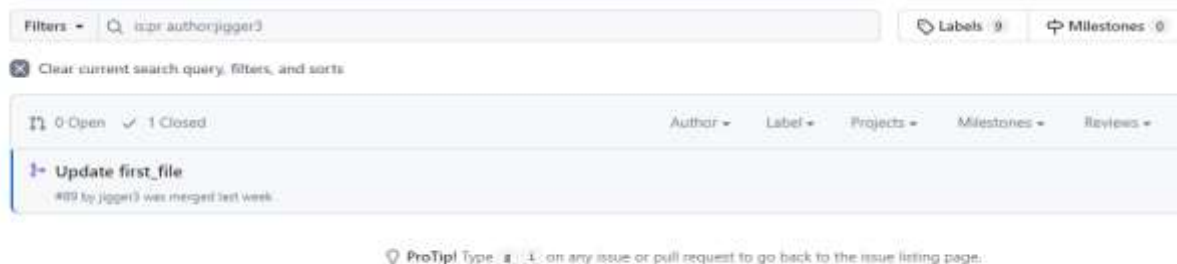 Filters
is:pr author:jigger3
Labels 9
Milestones 0
Clear current search query, filters, and sorts
0 Open 1 Closed
Author Label Projects Milestones Reviews
Update first_file
#89 by jigger3 was merged last week
ProTip! Type g i on any issue or pull request to go back to the issue listing page.